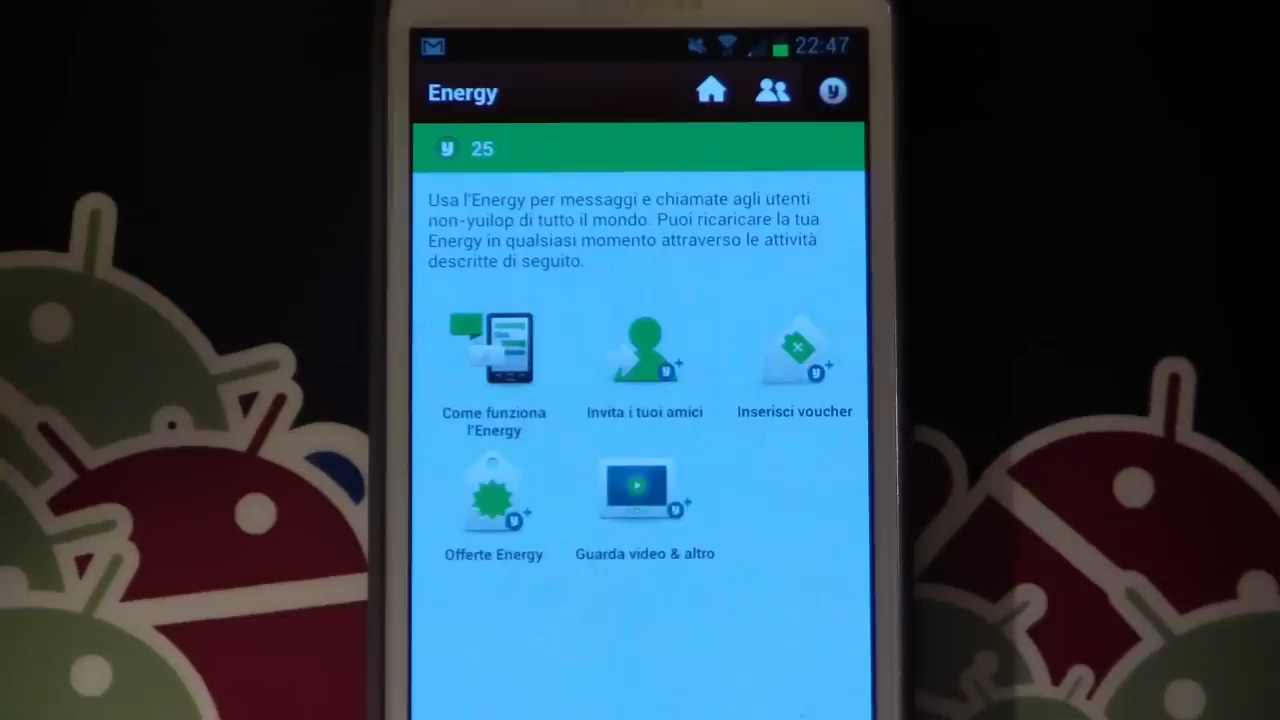 22:47
Energy
y
y 25
Usa l'Energy per messaggi e chiamate agli utenti
non-yuilop di tutto il mondo. Puoi ricaricare la tua
Energy in qualsiasi momento attraverso le attività
descritte di seguito.
Come funziona
l'Energy
Invita i tuoi amici
Inserisci voucher
Offerte Energy
Guarda video & altro